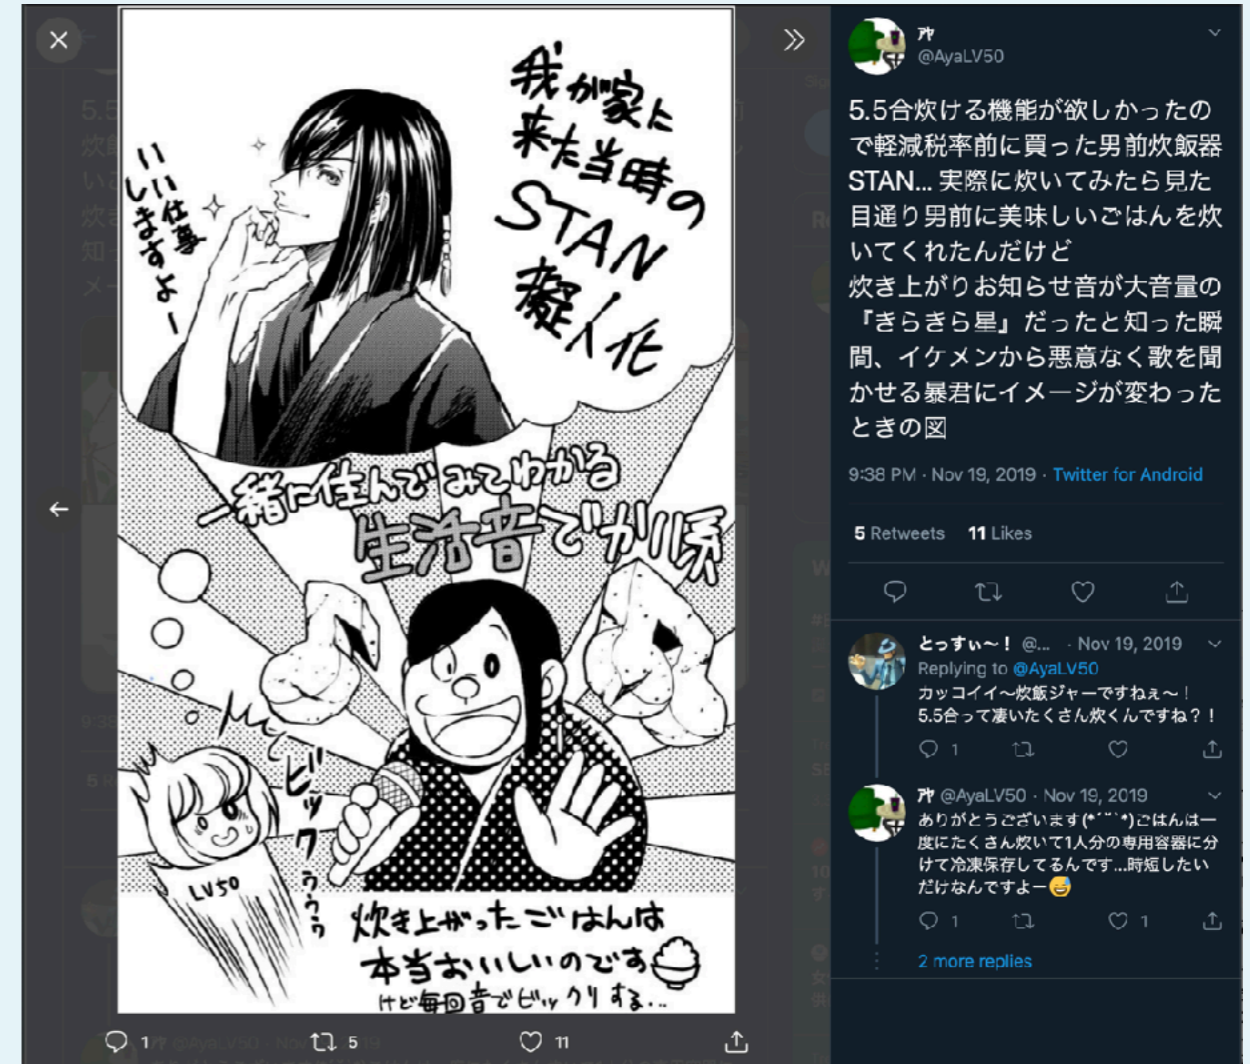 我が家に
来た当時の
STAN
擬人化
いい仕事
しますよー
一緒に住んでみてわかる
生活音でかい系
ビックゥゥゥ
LV50
炊き上がったごはんは
本当おいしいのです
けど毎回音でビックリする...
1
5
11
@AyaLV50
5.5合炊ける機能が欲しかったの
で軽減税率前に買った男前炊飯器
STAN... 実際に炊いてみたら見た
目通り男前に美味しいごはんを炊
いてくれたんだけど
炊き上がりお知らせ音が大音量の
『きらきら星』だったと知った瞬
間、イケメンから悪意なく歌を聞
かせる暴君にイメージが変わった
ときの図
9:38 PM · Nov 19, 2019 · Twitter for Android
5 Retweets 11 Likes
とっすぃ〜！ @... · Nov 19, 2019
Replying to @AyaLV50
カッコイイ〜炊飯ジャーですねぇ〜！
5.5合って凄いたくさん炊くんですね？！
1
@AyaLV50 · Nov 19, 2019
ありがとうございます(*´˘`*)ごはんは一
度にたくさん炊いて1人分の専用容器に分
けて冷凍保存してるんです...時短したい
だけなんですよー😅
1
1
2 more replies